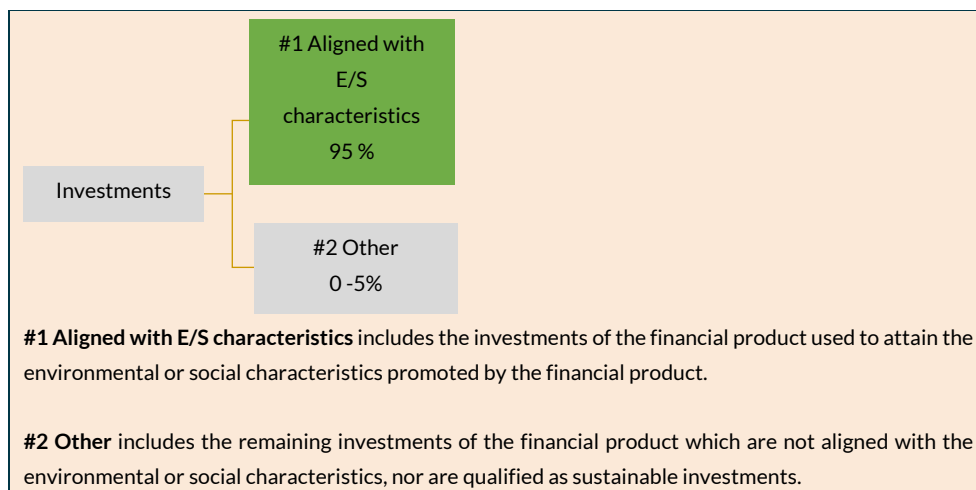 #1 Aligned with
E/S
characteristics
95 %
Investments
#2 Other
0 -5%
#1 Aligned with E/S characteristics includes the investments of the financial product used to attain the
environmental or social characteristics promoted by the financial product.
#2 Other includes the remaining investments of the financial product which are not aligned with the
environmental or social characteristics, nor are qualified as sustainable investments.